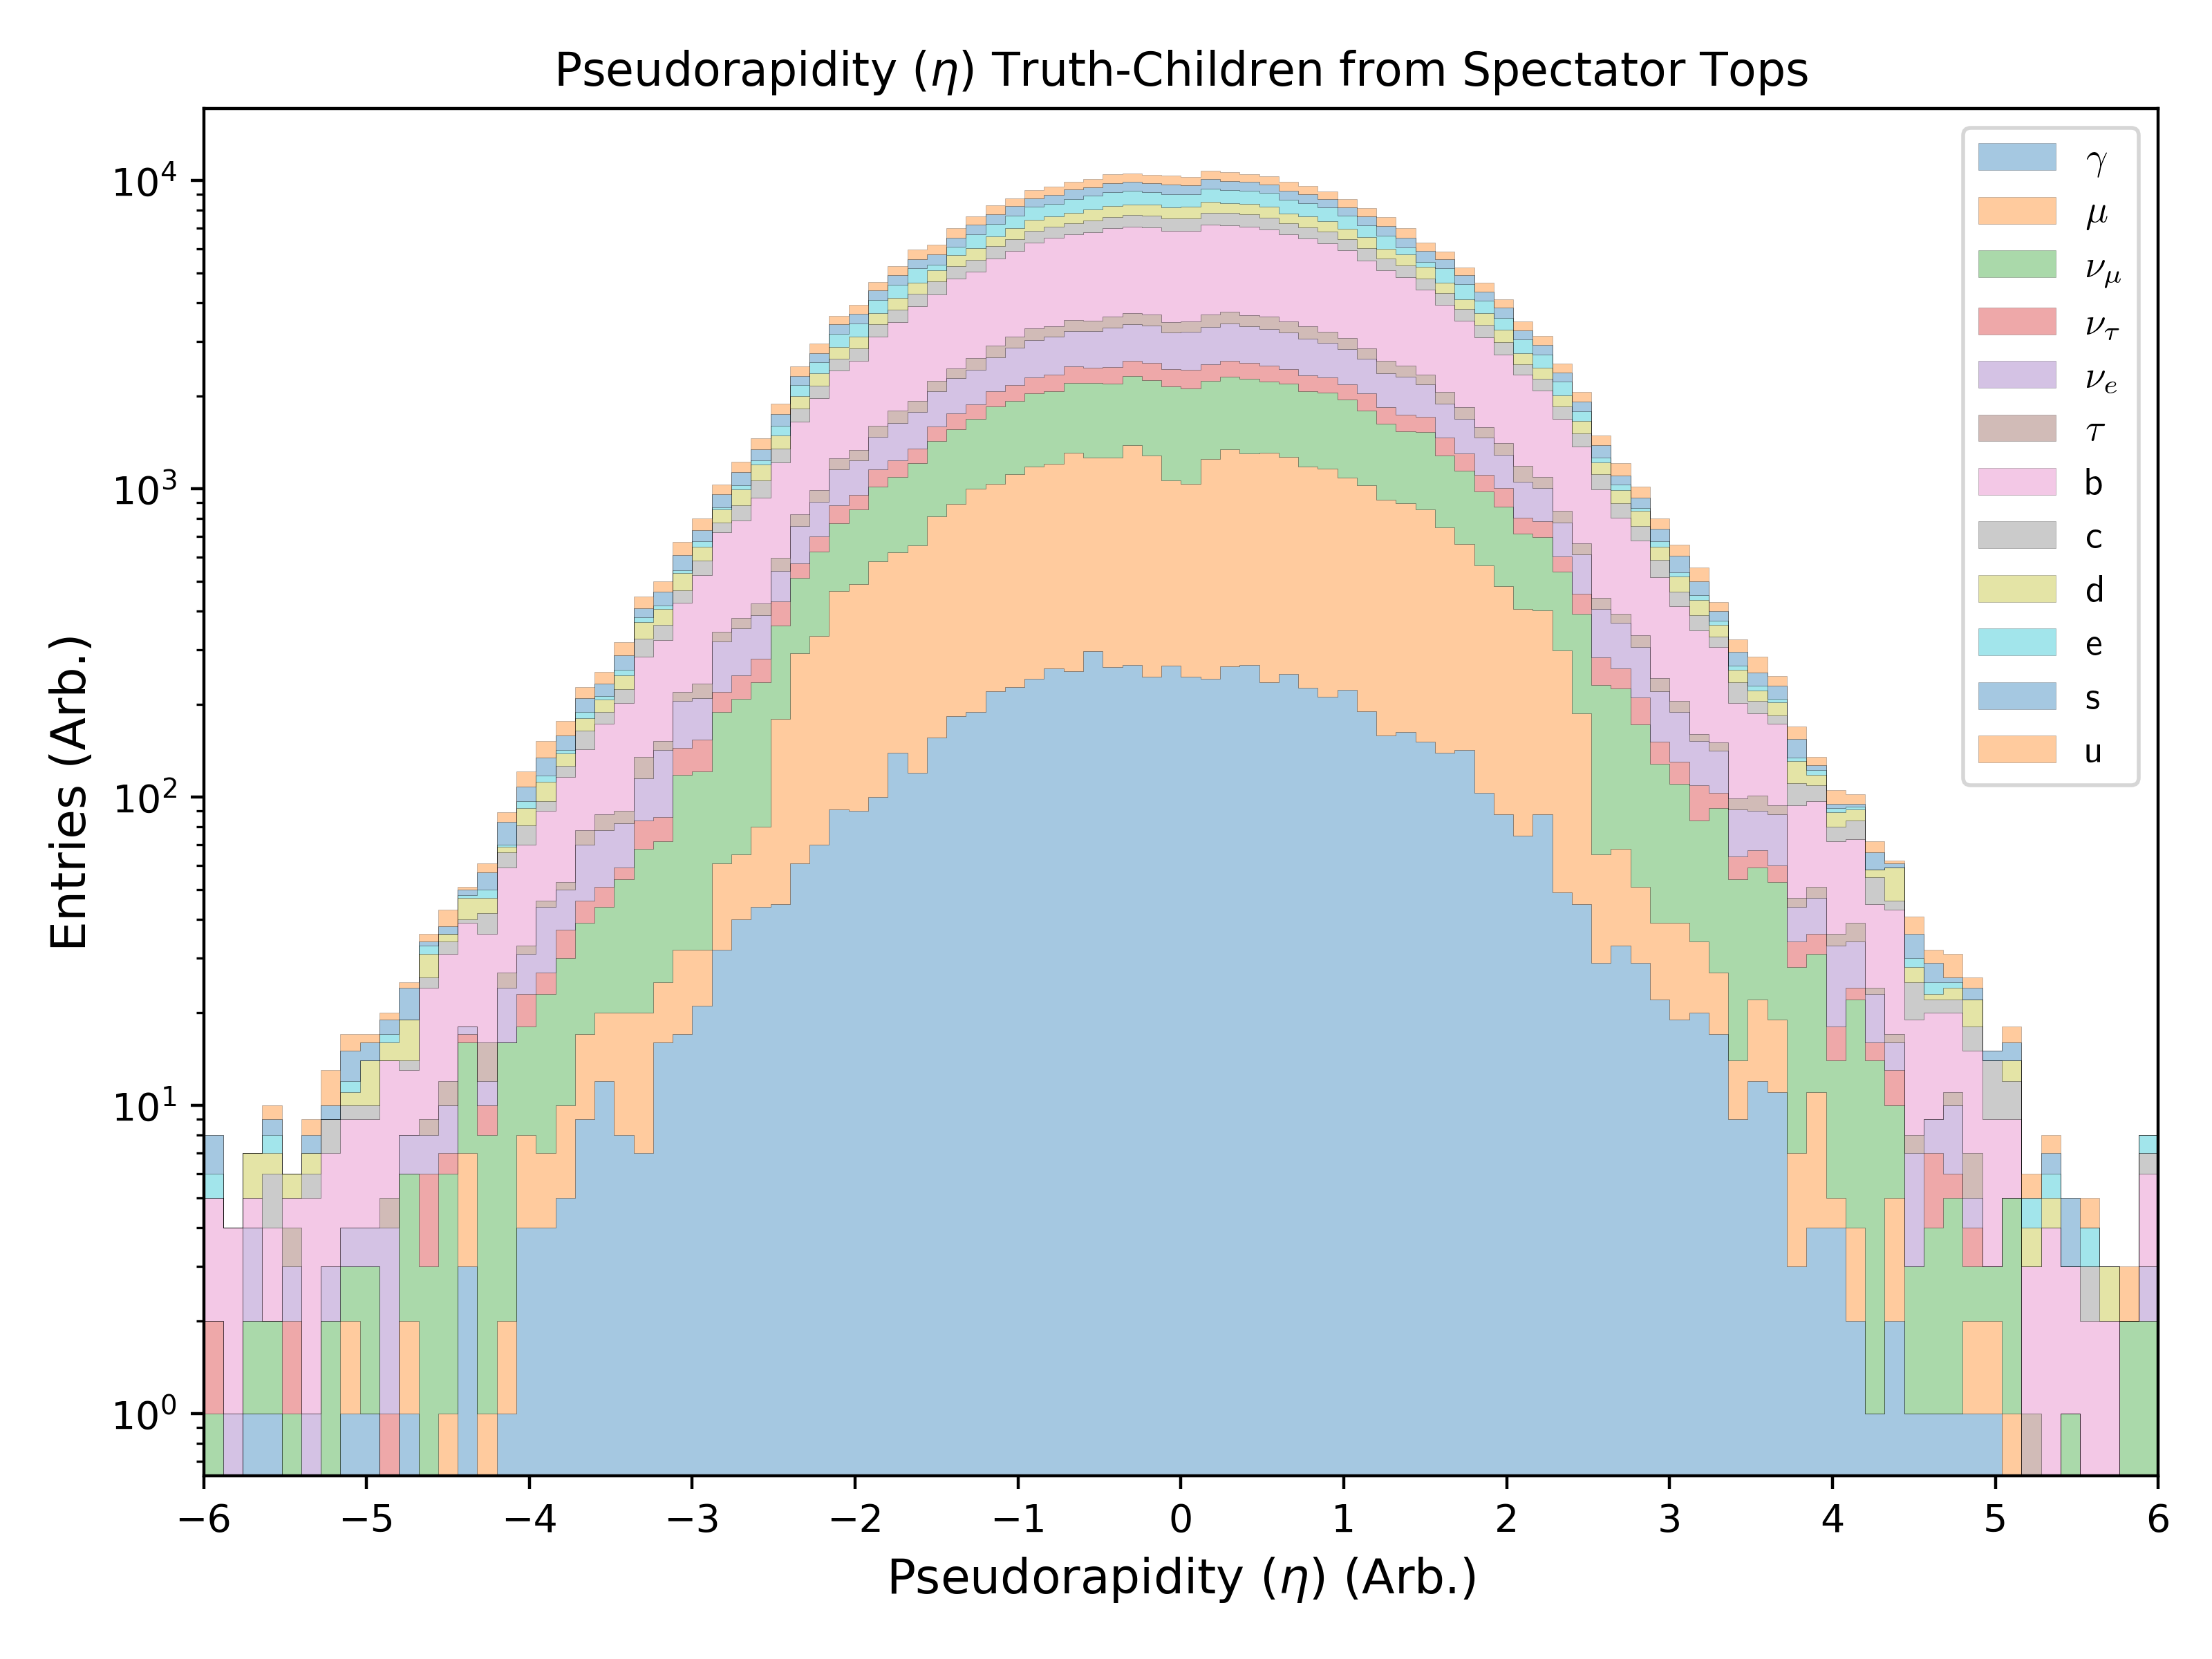 Pseudorapidity (η) Truth-Children from Spectator Tops
Entries (Arb.)
10⁴
10³
10²
10¹
10⁰
−6 −5 −4 −3 −2 −1 0 1 2 3 4 5 6
Pseudorapidity (η) (Arb.)
γ
μ
ν_μ
ν_τ
ν_e
τ
b
c
d
e
s
u